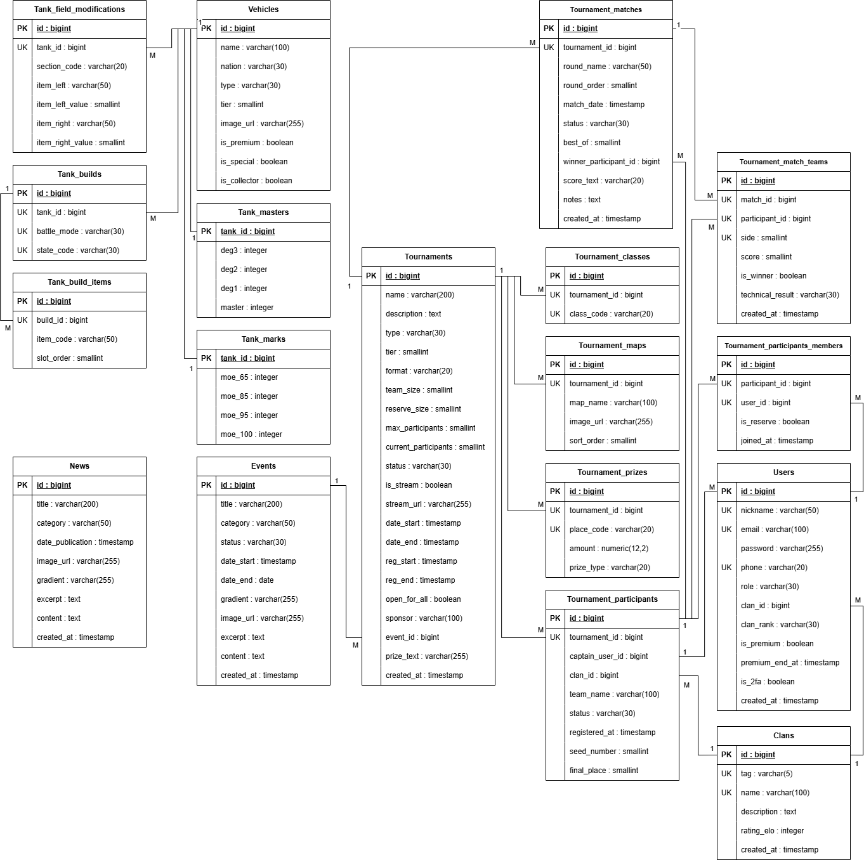 Tank_field_modifications
PK id : bigint
UK tank_id : bigint
section_code : varchar(20)
item_left : varchar(50)
item_left_value : smallint
item_right : varchar(50)
item_right_value : smallint
M
Tank_builds
PK id : bigint
UK tank_id : bigint
UK battle_mode : varchar(30)
UK state_code : varchar(30)
1
M
Tank_build_items
PK id : bigint
UK build_id : bigint
item_code : varchar(50)
slot_order : smallint
M
News
PK id : bigint
title : varchar(200)
category : varchar(50)
date_publication : timestamp
image_url : varchar(255)
gradient : varchar(255)
excerpt : text
content : text
created_at : timestamp
Vehicles
1
PK id : bigint
name : varchar(100)
nation : varchar(30)
type : varchar(30)
tier : smallint
image_url : varchar(255)
is_premium : boolean
is_special : boolean
is_collector : boolean
Tank_masters
PK tank_id : bigint
1
deg3 : integer
deg2 : integer
deg1 : integer
master : integer
Tank_marks
PK tank_id : bigint
1
moe_65 : integer
moe_85 : integer
moe_95 : integer
moe_100 : integer
Events
PK id : bigint
1
title : varchar(200)
category : varchar(50)
status : varchar(30)
date_start : timestamp
date_end : date
gradient : varchar(255)
image_url : varchar(255)
excerpt : text
content : text
created_at : timestamp
Tournaments
PK id : bigint
1
1
name : varchar(200)
description : text
type : varchar(30)
tier : smallint
format : varchar(20)
team_size : smallint
reserve_size : smallint
max_participants : smallint
current_participants : smallint
status : varchar(30)
is_stream : boolean
stream_url : varchar(255)
date_start : timestamp
date_end : timestamp
reg_start : timestamp
reg_end : timestamp
open_for_all : boolean
sponsor : varchar(100)
event_id : bigint
M
prize_text : varchar(255)
created_at : timestamp
Tournament_matches
PK id : bigint
1
M
UK tournament_id : bigint
round_name : varchar(50)
round_order : smallint
match_date : timestamp
status : varchar(30)
best_of : smallint
winner_participant_id : bigint
M
score_text : varchar(20)
notes : text
created_at : timestamp
Tournament_classes
PK id : bigint
M
UK tournament_id : bigint
UK class_code : varchar(20)
Tournament_maps
PK id : bigint
M
UK tournament_id : bigint
map_name : varchar(100)
image_url : varchar(255)
sort_order : smallint
Tournament_prizes
PK id : bigint
M
UK tournament_id : bigint
UK place_code : varchar(20)
amount : numeric(12,2)
prize_type : varchar(20)
Tournament_participants
PK id : bigint
1
M
UK tournament_id : bigint
captain_user_id : bigint
1
clan_id : bigint
M
team_name : varchar(100)
status : varchar(30)
registered_at : timestamp
seed_number : smallint
final_place : smallint
Tournament_match_teams
PK id : bigint
M
UK match_id : bigint
UK participant_id : bigint
M
UK side : smallint
score : smallint
is_winner : boolean
technical_result : varchar(30)
created_at : timestamp
Tournament_participants_members
PK id : bigint
M
UK participant_id : bigint
UK user_id : bigint
M
is_reserve : boolean
joined_at : timestamp
Users
M
PK id : bigint
1
UK nickname : varchar(50)
UK email : varchar(100)
password : varchar(255)
UK phone : varchar(20)
role : varchar(30)
clan_id : bigint
M
clan_rank : varchar(30)
is_premium : boolean
premium_end_at : timestamp
is_2fa : boolean
created_at : timestamp
Clans
1
PK id : bigint
1
UK tag : varchar(5)
UK name : varchar(100)
description : text
rating_elo : integer
created_at : timestamp